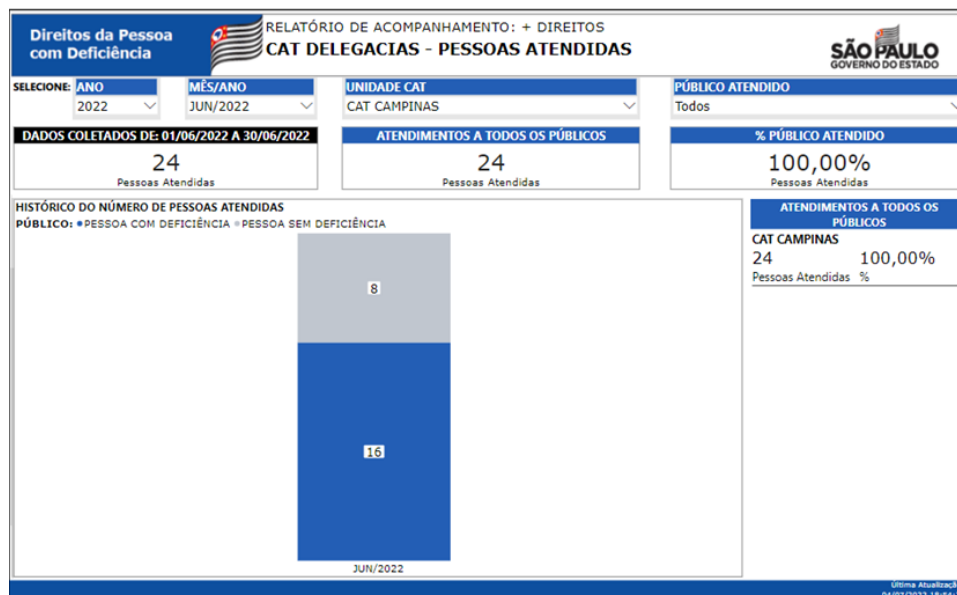 Direitos da Pessoa
com Deficiência
RELATÓRIO DE ACOMPANHAMENTO: + DIREITOS
CAT DELEGACIAS - PESSOAS ATENDIDAS
SÃO PAULO
GOVERNO DO ESTADO
SELECIONE: ANO MÊS/ANO UNIDADE CAT PÚBLICO ATENDIDO
2022 JUN/2022 CAT CAMPINAS Todos
DADOS COLETADOS DE: 01/06/2022 A 30/06/2022 ATENDIMENTOS A TODOS OS PÚBLICOS % PÚBLICO ATENDIDO
24 24 100,00%
Pessoas Atendidas Pessoas Atendidas Pessoas Atendidas
HISTÓRICO DO NÚMERO DE PESSOAS ATENDIDAS
PÚBLICO: PESSOA COM DEFICIÊNCIA PESSOA SEM DEFICIÊNCIA
8
16
JUN/2022
ATENDIMENTOS A TODOS OS
PÚBLICOS
CAT CAMPINAS
24 100,00%
Pessoas Atendidas %
Última